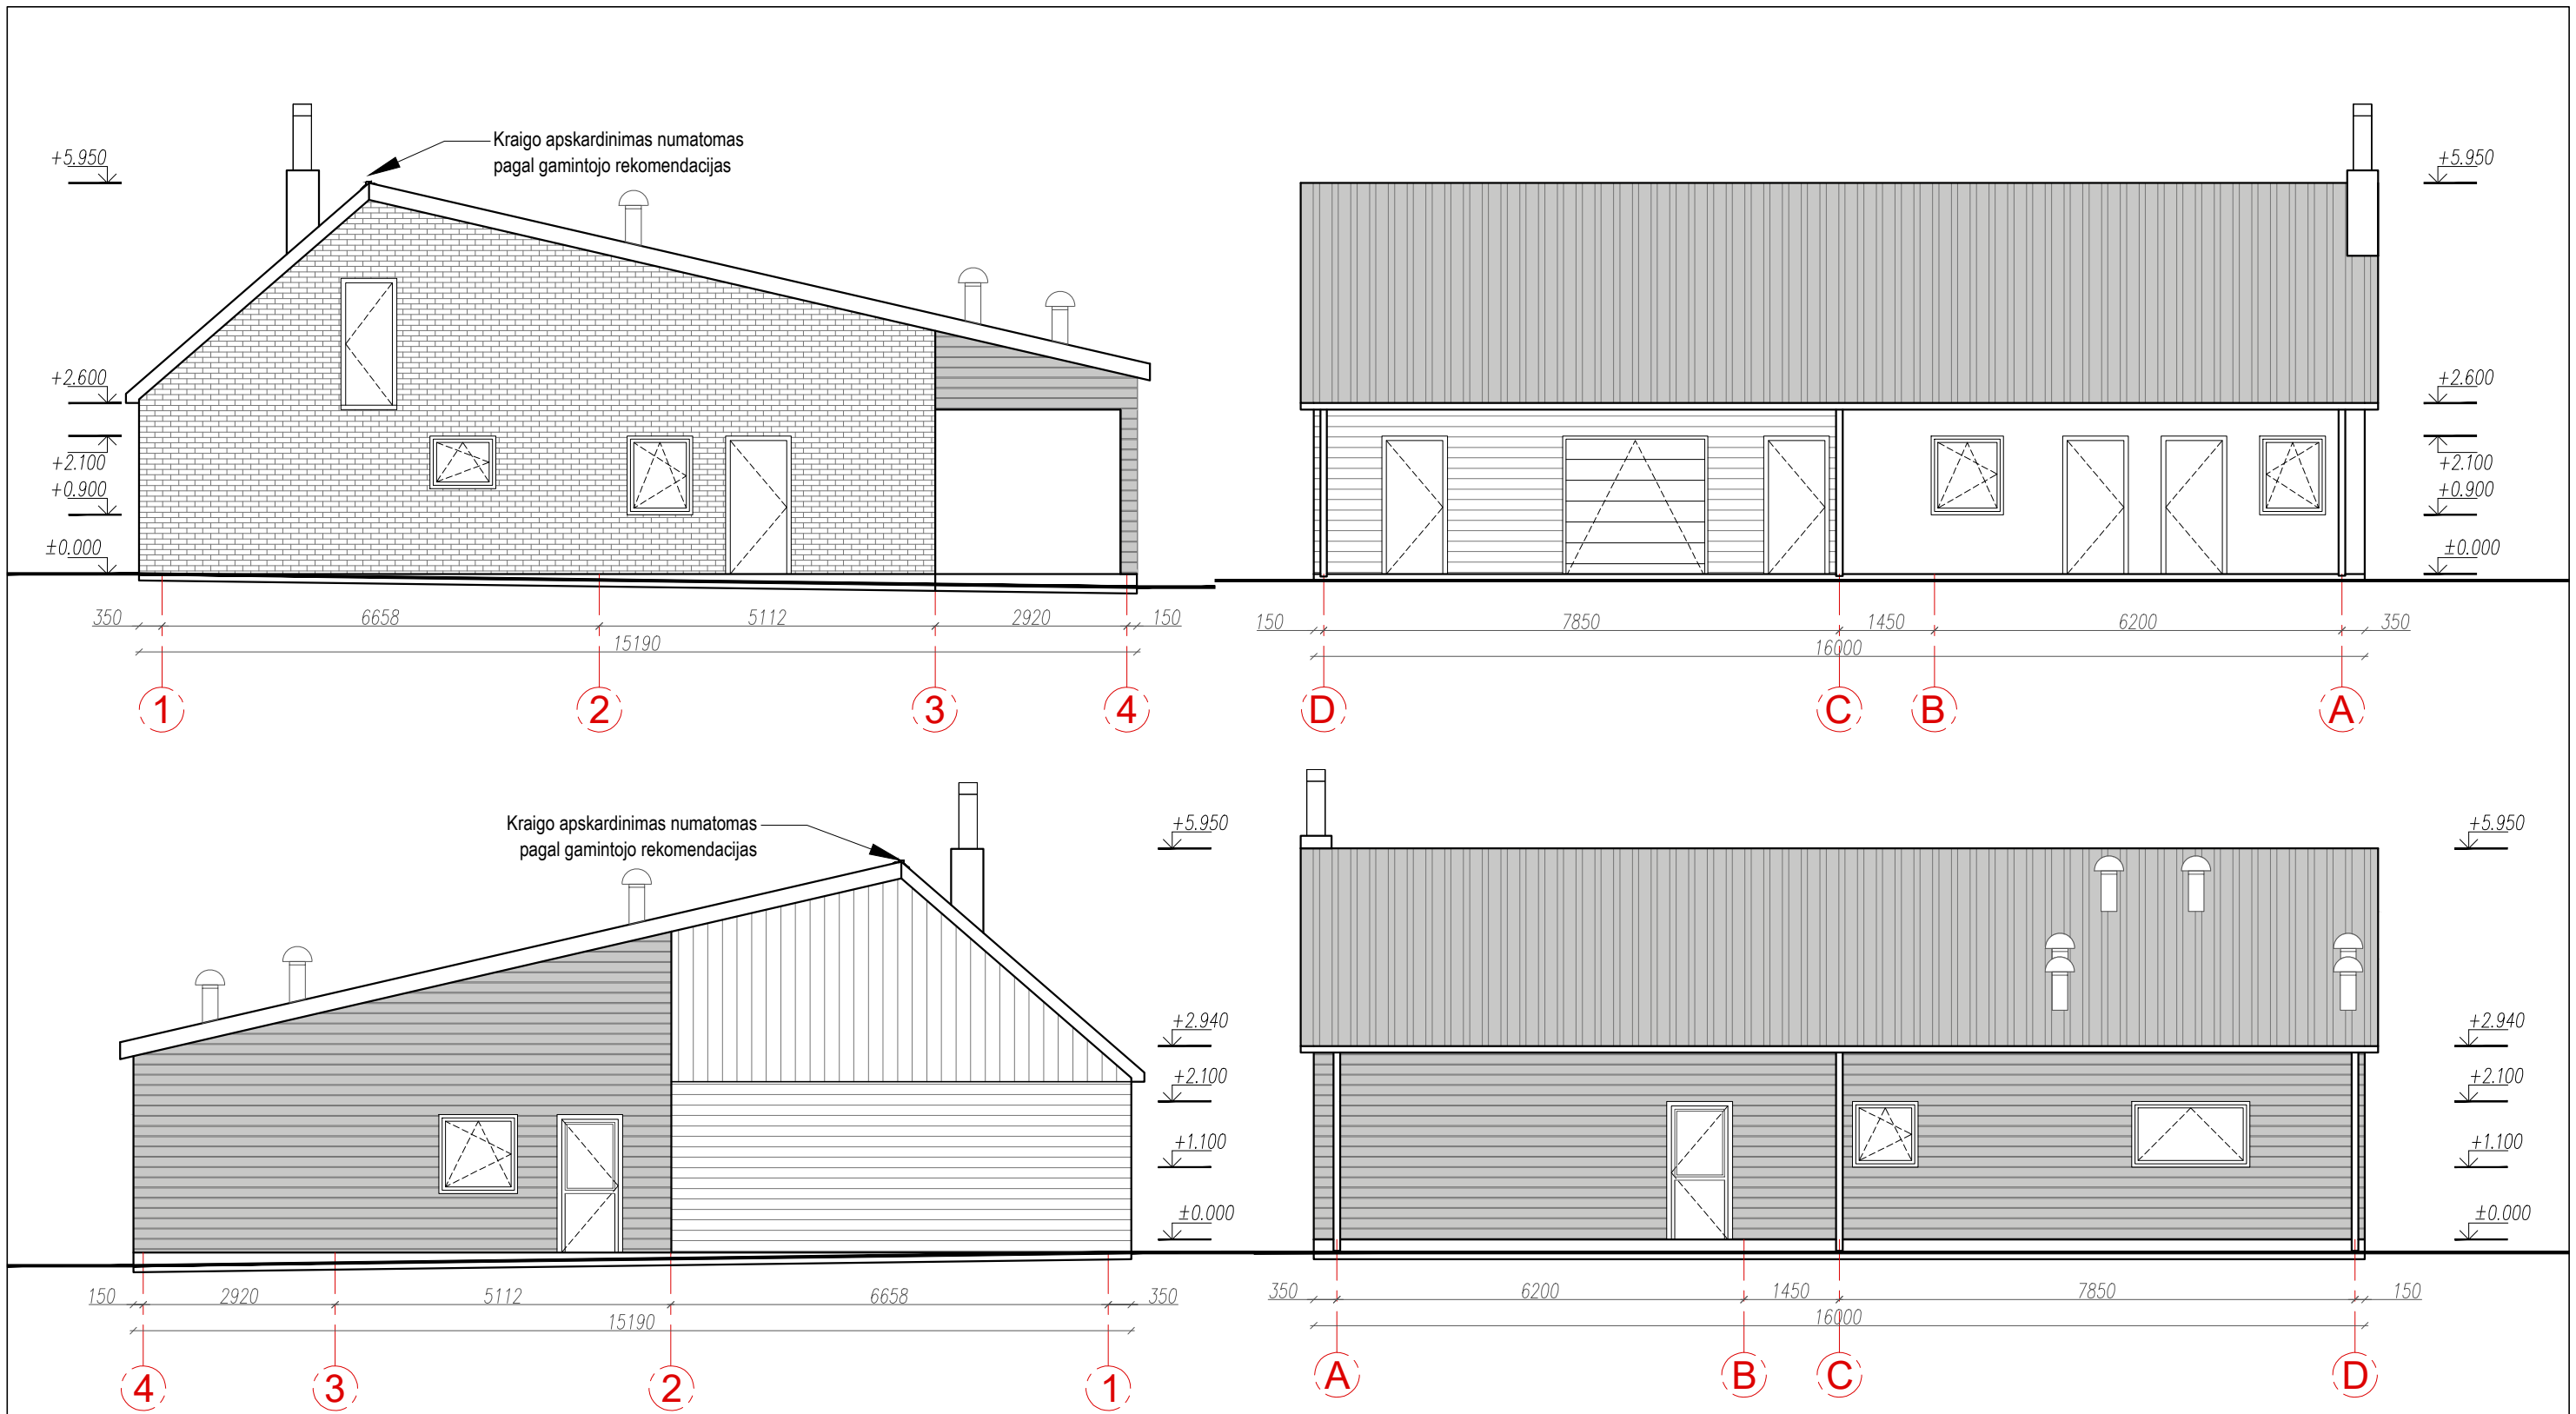 Kraigo apskardinimas numatomas
pagal gamintojo rekomendacijas
+5.950
+2.600
+2.100
+0.900
±0.000
350 6658 5112 2920 150
15190
1 2 3 4
+5.950
+2.600
+2.100
+0.900
±0.000
150 7850 1450 6200 350
16000
D C B A
Kraigo apskardinimas numatomas
pagal gamintojo rekomendacijas
+5.950
+2.940
+2.100
+1.100
±0.000
150 2920 5112 6658 350
15190
4 3 2 1
+5.950
+2.940
+2.100
+1.100
±0.000
350 6200 1450 7850 150
16000
A B C D